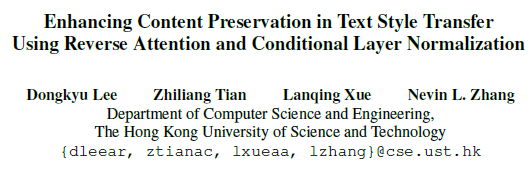 Enhancing Content Preservation in Text Style Transfer
Using Reverse Attention and Conditional Layer Normalization
Dongkyu Lee Zhiliang Tian Lanqing Xue Nevin L. Zhang
Department of Computer Science and Engineering,
The Hong Kong University of Science and Technology
{dleear, ztianac, lxueaa, lzhang}@cse.ust.hk